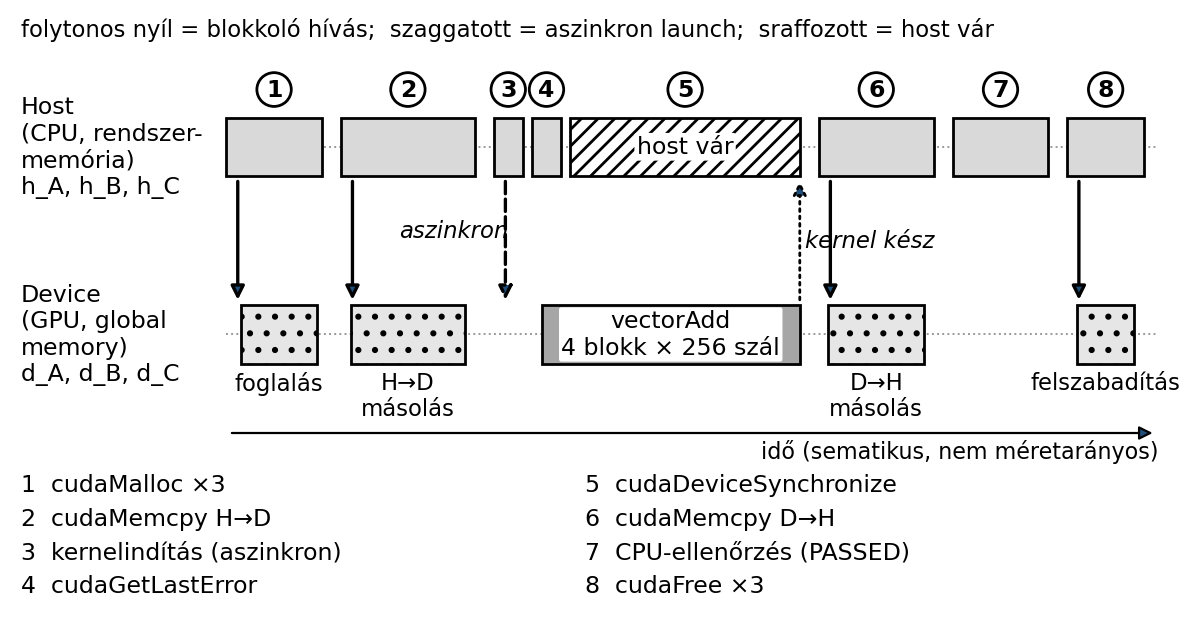 folytonos nyíl = blokkoló hívás;  szaggatott = aszinkron launch;  sraffozott = host vár
1 2 3 4 5 6 7 8
Host
(CPU, rendszer-
memória)
h_A, h_B, h_C
host vár
aszinkron
kernel kész
Device
(GPU, global
memory)
d_A, d_B, d_C
vectorAdd
4 blokk × 256 szál
foglalás
H→D
másolás
D→H
másolás
felszabadítás
idő (sematikus, nem méretarányos)
1 cudaMalloc ×3
2 cudaMemcpy H→D
3 kernelindítás (aszinkron)
4 cudaGetLastError
5 cudaDeviceSynchronize
6 cudaMemcpy D→H
7 CPU-ellenőrzés (PASSED)
8 cudaFree ×3